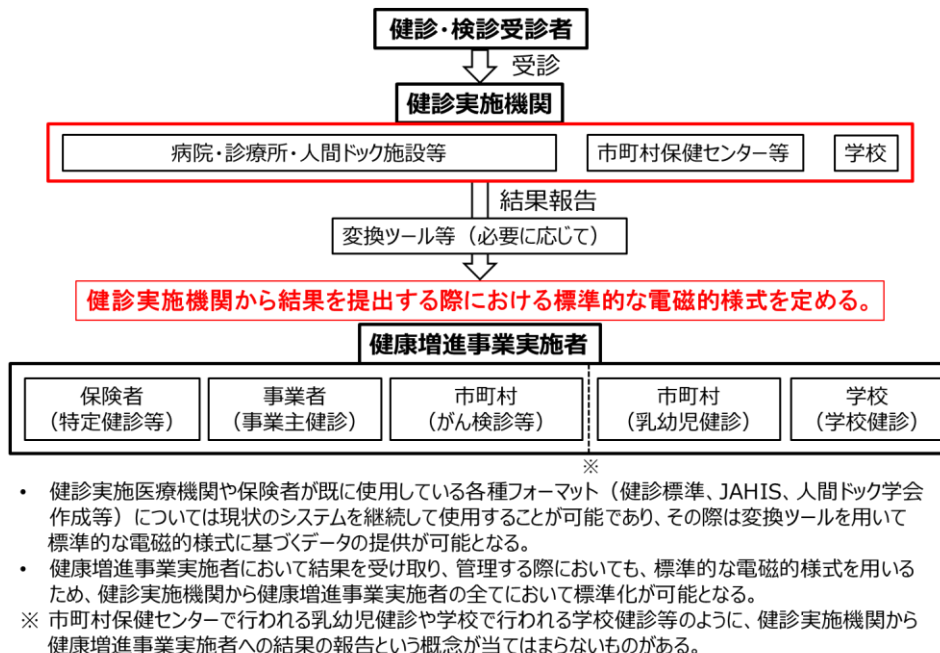 健診・検診受診者
受診
健診実施機関
病院・診療所・人間ドック施設等
市町村保健センター等
学校
結果報告
変換ツール等（必要に応じて）
健診実施機関から結果を提出する際における標準的な電磁的様式を定める。
健康増進事業実施者
保険者
（特定健診等）
事業者
（事業主健診）
市町村
（がん検診等）
市町村
（乳幼児健診）
学校
（学校健診）
※
・ 健診実施医療機関や保険者が既に使用している各種フォーマット（健診標準、JAHIS、人間ドック学会
作成等）については現状のシステムを継続して使用することが可能であり、その際は変換ツールを用いて
標準的な電磁的様式に基づくデータの提供が可能となる。
・ 健康増進事業実施者において結果を受け取り、管理する際においても、標準的な電磁的様式を用いる
ため、健診実施機関から健康増進事業実施者の全てにおいて標準化が可能となる。
※ 市町村保健センターで行われる乳幼児健診や学校で行われる学校健診等のように、健診実施機関から
健康増進事業実施者への結果の報告という概念が当てはまらないものがある。